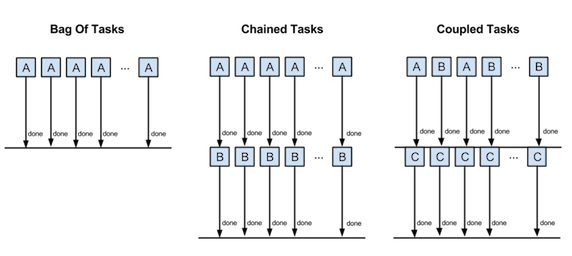 Bag Of Tasks
A A A A ... A
done done done done done
Chained Tasks
A A A A ... A
done done done done done
B B B B ... B
done done done done done
Coupled Tasks
A B A B ... B
done done done done done
C C C C ... C
done done done done done